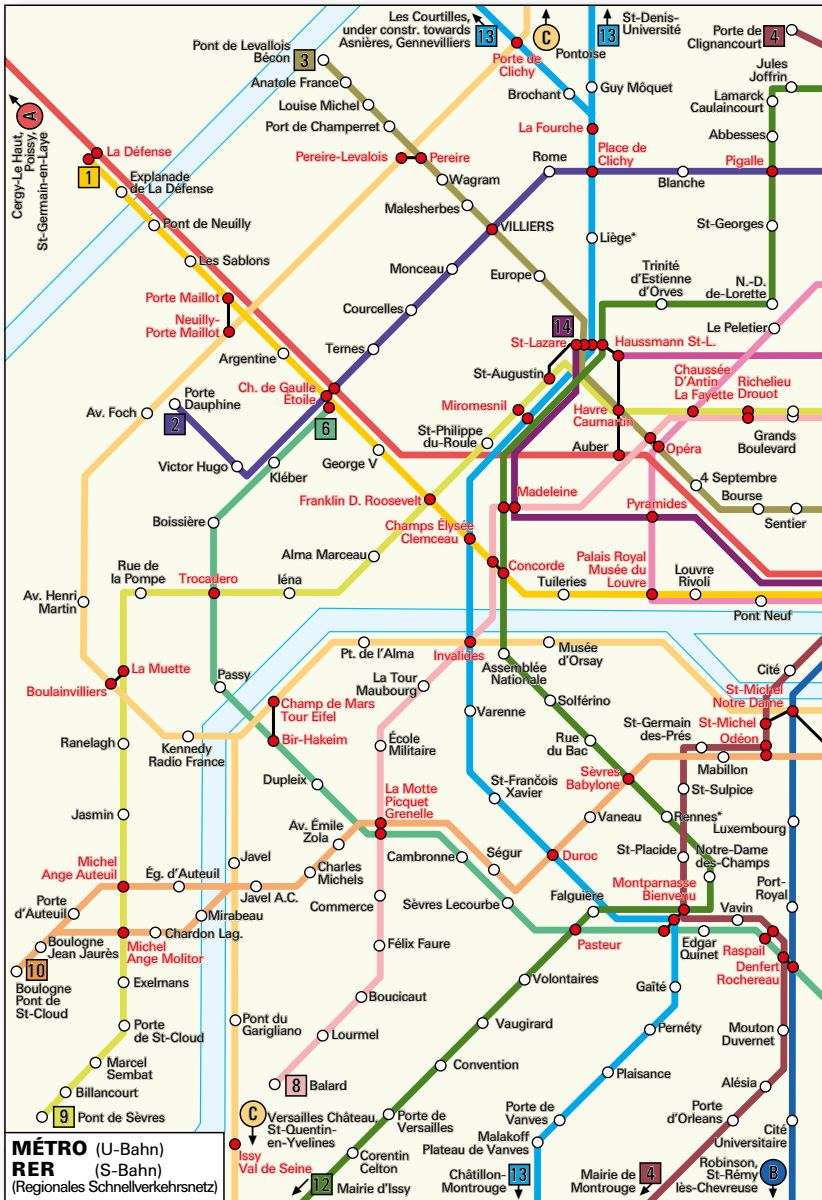 Les Courtilles,
under constr. towards
Asnières, Gennevilliers
13
C
Pontoise
13
St-Denis-
Université
Porte de
Clignancourt
4
Pont de Levallois
Bécon
3
Porte de
Clichy
Jules
Joffrin
Anatole France
Brochant
Guy Môquet
Lamarck
Caulaincourt
Louise Michel
A
Cergy-Le Haut,
Poissy,
St-Germain-en-Laye
Port de Champerret
La Fourche
Abbesses
La Défense
1
Pereire-Levalois
Pereire
Rome
Place de
Clichy
Pigalle
Explanade
de La Défense
Wagram
Blanche
Malesherbes
Pont de Neuilly
VILLIERS
St-Georges
Liège*
Les Sablons
Monceau
Europe
Trinité
d'Estienne
d'Orves
N.-D.
de-Lorette
Porte Maillot
Neuilly-
Porte Maillot
Courcelles
Le Peletier
14
Ternes
St-Lazare
Haussmann St-L.
Argentine
St-Augustin
Chaussée
D'Antin
La Fayette
Richelieu
Drouot
Ch. de Gaulle
Étoile
Porte
Dauphine
2
6
Av. Foch
Miromesnil
Havre
Caumartin
Grands
Boulevard
St-Philippe
du-Roule
Auber
Opéra
Victor Hugo
Kléber
George V
4 Septembre
Bourse
Sentier
Franklin D. Roosevelt
Madeleine
Pyramides
Boissière
Champs Élysée
Clemceau
Alma Marceau
Concorde
Palais Royal
Musée du
Louvre
Louvre
Rivoli
Rue de
la Pompe
Trocadero
Iéna
Tuileries
Av. Henri
Martin
Pont Neuf
Pt. de l'Alma
Invalides
Musée
d'Orsay
Assemblée
Nationale
Cité
La Muette
Boulainvilliers
Passy
La Tour
Maubourg
St-Michel
Notre Dame
Champ de Mars
Tour Eifel
Solférino
Varenne
St-Michel
St-Germain
des-Prés
Odéon
Ranelagh
Kennedy
Radio France
Bir-Hakeim
École
Militaire
Rue
du Bac
Mabillon
Dupleix
Sèvres
Babylone
St-Sulpice
La Motte
Picquet
Grenelle
St-Franõois
Xavier
Jasmin
Vaneau
Rennes*
Luxembourg
Av. Émile
Zola
Michel
Ange Auteuil
Javel
Cambronne
Ségur
Duroc
St-Placide
Notre-Dame
des-Champs
Ég. d'Auteuil
Javel A.C.
Charles
Michels
Montparnasse
Bienvenu
Port-
Royal
Porte
d'Auteuil
Mirabeau
Commerce
Sèvres Lecourbe
Falguière
Vavin
Boulogne
Jean Jaurès
Michel
Ange Molitor
Chardon Lag.
Félix Faure
Pasteur
Edgar
Quinet
Raspail
Denfert
Rochereau
10
Boulogne
Pont de
St-Cloud
Exelmans
Boucicaut
Volontaires
Gaîté
Porte
de St-Cloud
Pont du
Garigliano
Lourmel
Vaugirard
Pernéty
Mouton
Duvernet
Marcel
Sembat
Convention
Plaisance
Billancourt
8
Balard
Alésia
9
Pont de Sèvres
C
Versailles Château,
St-Quentin-
en-Yvelines
Porte de
Versailles
Porte de
Vanves
Porte
d'Orleans
Cité
Universitaire
Malakoff
Plateau de Vanves
Issy
Val de Seine
Corentin
Celton
12
Mairie d'Issy
Châtillon-
Montrouge
13
Mairie de
Montrouge
4
Robinson,
St-Rémy
lès-Chevreuse
B
MÉTRO (U-Bahn)
RER (S-Bahn)
(Regionales Schnellverkehrsnetz)